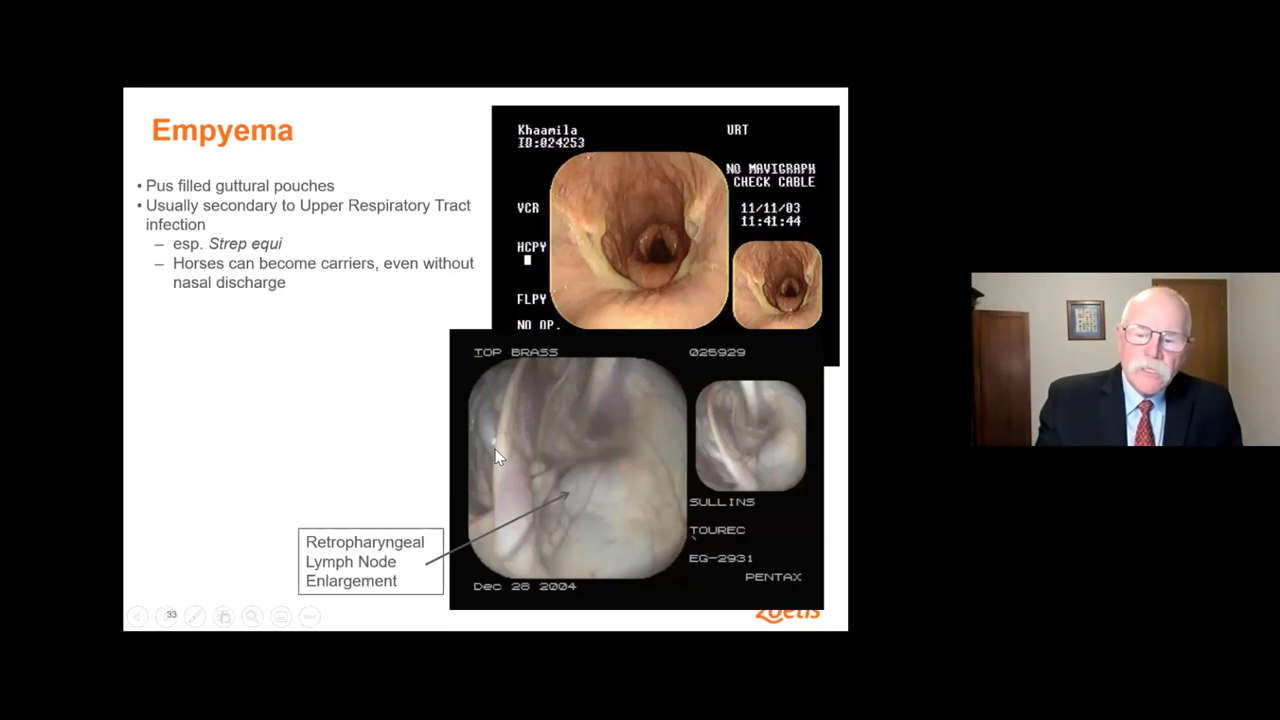 Empyema
• Pus filled guttural pouches
• Usually secondary to Upper Respiratory Tract
infection
– esp. Strep equi
– Horses can become carriers, even without
nasal discharge
Khaamila
ID:024253
URT
NO MAVIGRAPH
CHECK CABLE
VCR
11/11/03
11:41:44
HCPY
FLPY
NO OP.
TOP BRASS
025929
SULLINS
TOUREC
EG-2931
PENTAX
Dec 28 2004
Retropharyngeal
Lymph Node
Enlargement
33
zoetis